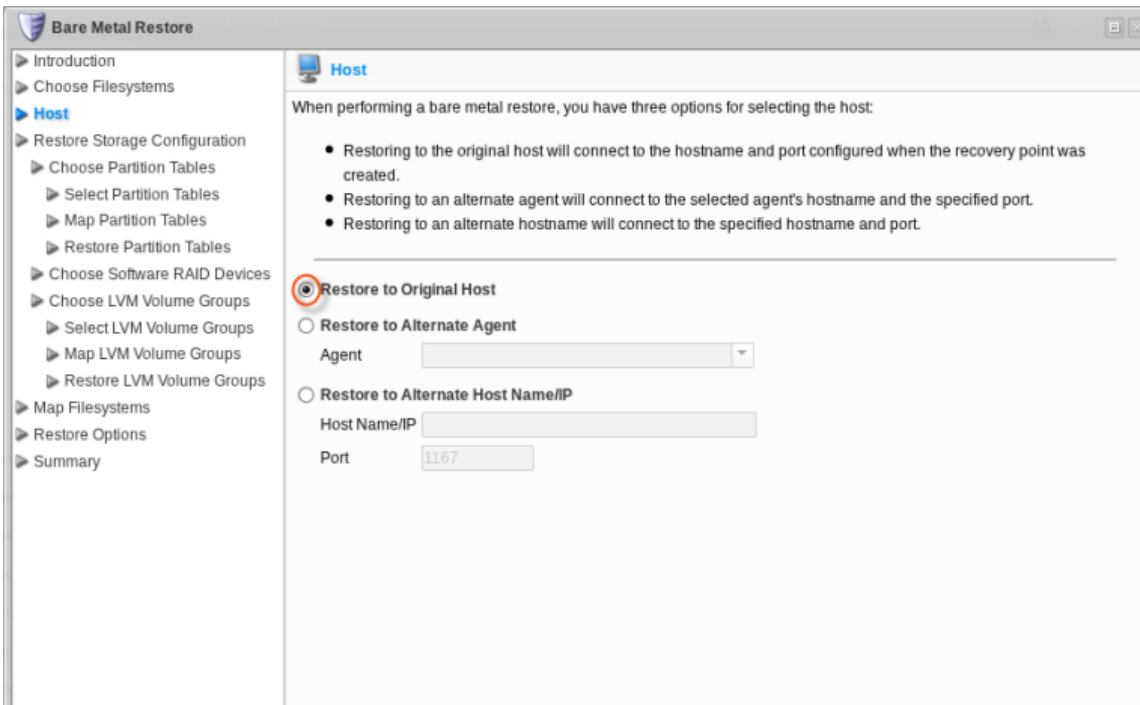 Bare Metal Restore
Introduction
Choose Filesystems
Host
Restore Storage Configuration
Choose Partition Tables
Select Partition Tables
Map Partition Tables
Restore Partition Tables
Choose Software RAID Devices
Choose LVM Volume Groups
Select LVM Volume Groups
Map LVM Volume Groups
Restore LVM Volume Groups
Map Filesystems
Restore Options
Summary
Host
When performing a bare metal restore, you have three options for selecting the host:
• Restoring to the original host will connect to the hostname and port configured when the recovery point was
created.
• Restoring to an alternate agent will connect to the selected agent's hostname and the specified port.
• Restoring to an alternate hostname will connect to the specified hostname and port.
Restore to Original Host
Restore to Alternate Agent
Agent
Restore to Alternate Host Name/IP
Host Name/IP
Port 1167